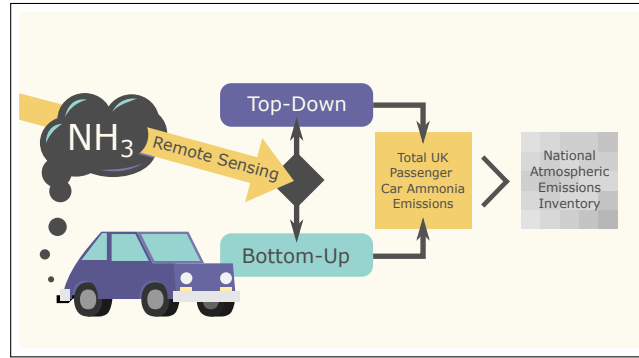 NH₃
Remote Sensing
Top-Down
Bottom-Up
Total UK
Passenger
Car Ammonia
Emissions
National
Atmospheric
Emissions
Inventory